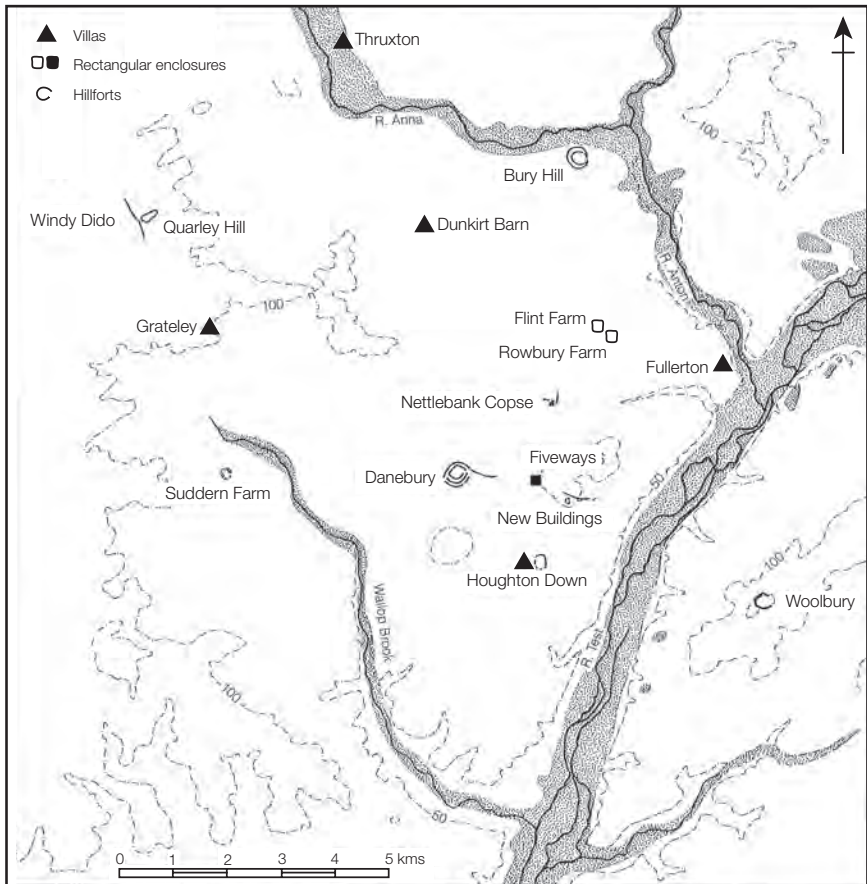 Villas
Rectangular enclosures
Hillforts
Thruxton
R. Anna
100
Bury Hill
Windy Dido
Quarley Hill
Dunkirt Barn
R. Anton
100
Grateley
Flint Farm
Rowbury Farm
Fullerton
Nettlebank Copse
Danebury
Fiveways
50
Suddern Farm
New Buildings
Houghton Down
100
Woolbury
Wallop Brook
R. Test
100
50
0 1 2 3 4 5 kms